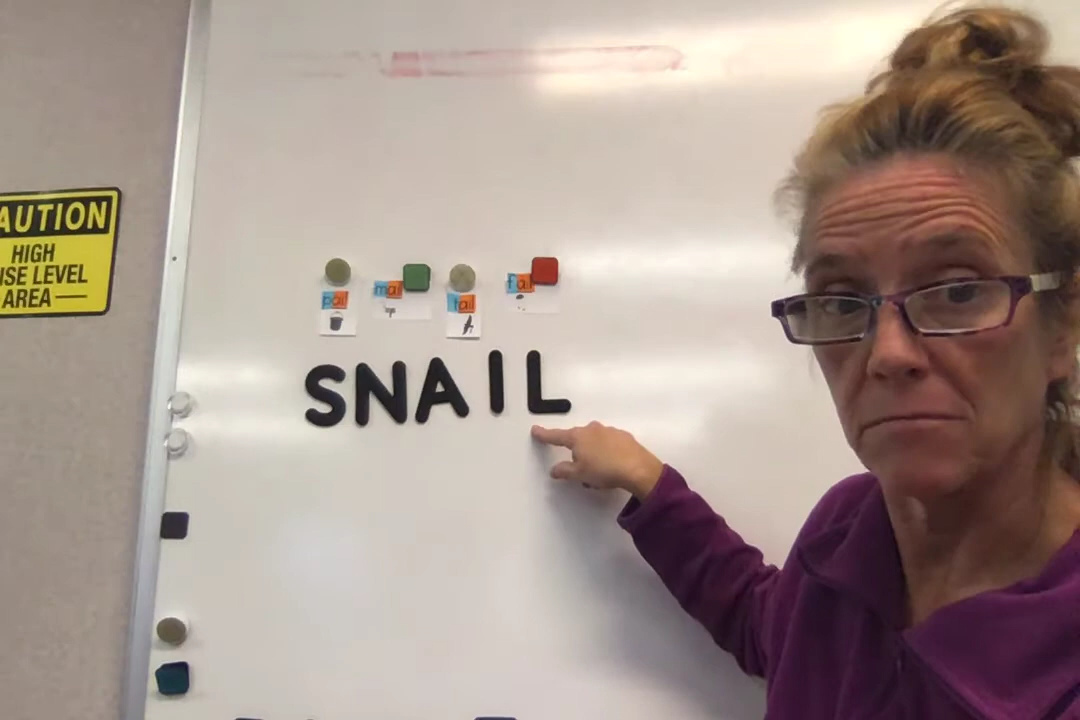 AUTION
HIGH
ISE LEVEL
AREA
pail mail tail fail
SNAIL